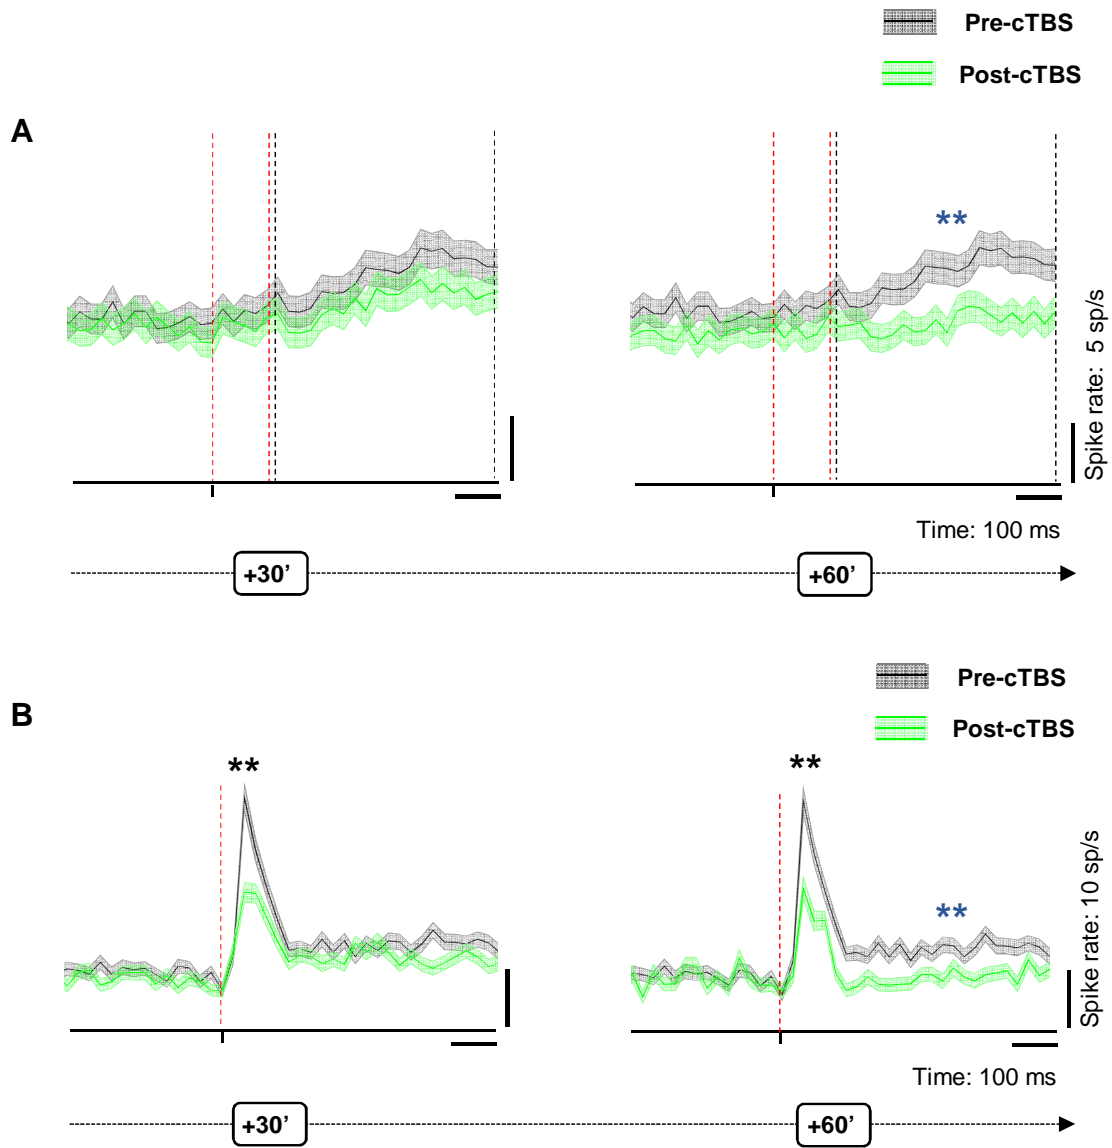 Pre-cTBS
Post-cTBS
A
**
Spike rate: 5 sp/s
Time: 100 ms
+30’
+60’
Pre-cTBS
Post-cTBS
B
**
**
**
Spike rate: 10 sp/s
Time: 100 ms
+30’
+60’